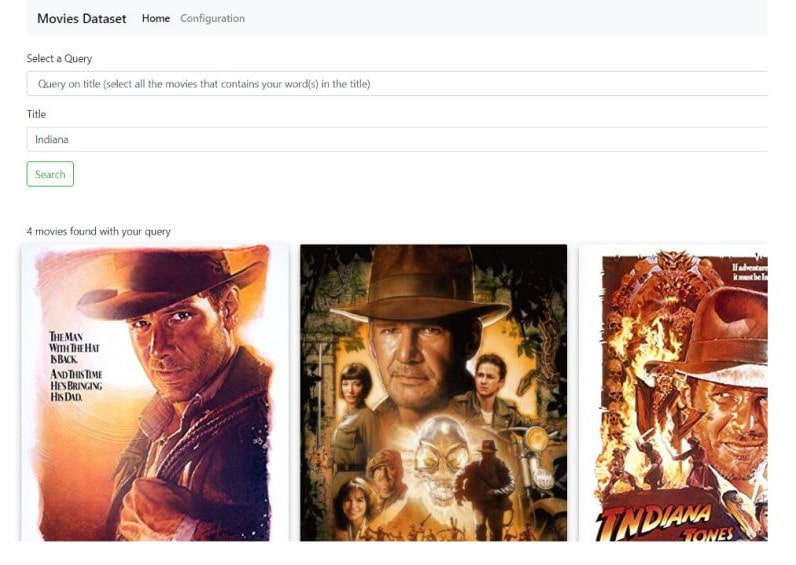 Movies Dataset Home Configuration
Select a Query
Query on title (select all the movies that contains your word(s) in the title)
Title
Indiana
Search
4 movies found with your query
THE MAN
WITH THE HAT
IS BACK.
AND THIS TIME
HE'S BRINGING
HIS DAD.
If adventure
it must be In
INDIANA
JONES